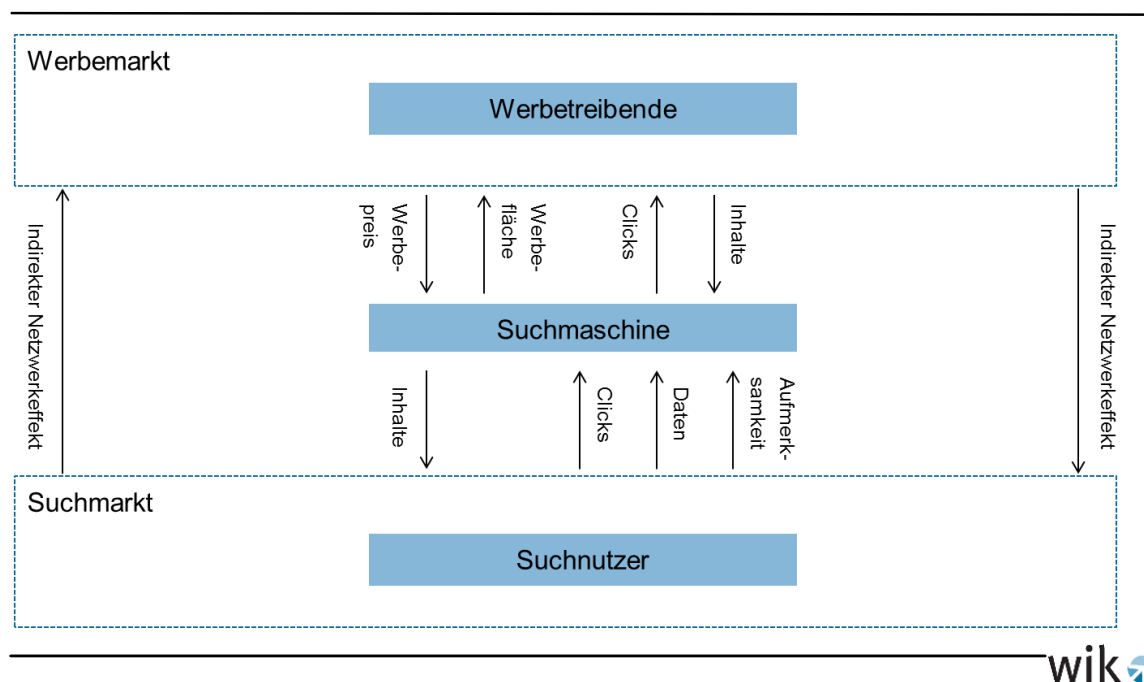 Werbemarkt
Werbetreibende
Indirekter Netzwerkeffekt
Werbe-
preis
Werbe-
fläche
Clicks
Inhalte
Indirekter Netzwerkeffekt
Suchmaschine
Inhalte
Clicks
Daten
Aufmerk-
samkeit
Suchmarkt
Suchnutzer
wik